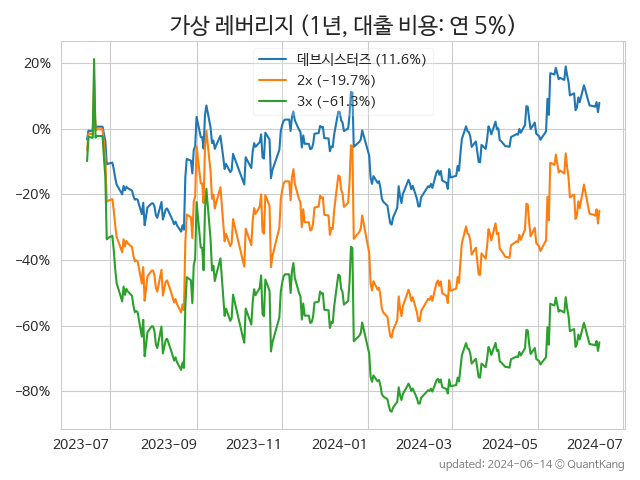 가상 레버리지 (1년, 대출 비용: 연 5%)
데브시스터즈 (11.6%)
2x (−19.7%)
3x (−61.3%)
20%
0%
−20%
−40%
−60%
−80%
2023-07 2023-09 2023-11 2024-01 2024-03 2024-05 2024-07
updated: 2024-06-14 © QuantKang